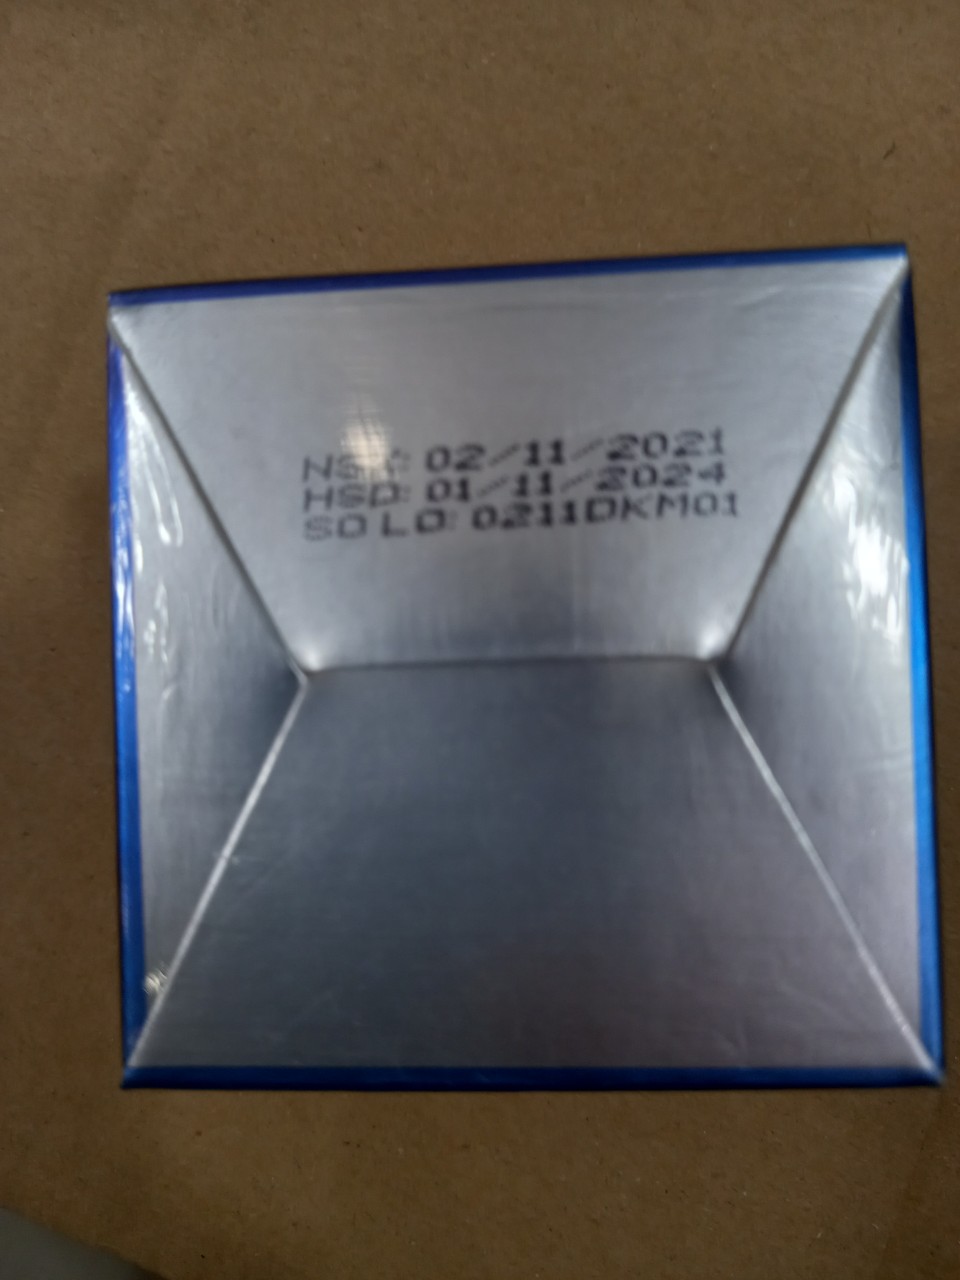 NSX: 02/11/2021
HSD: 01/11/2024
SO LO: 0211DKM01